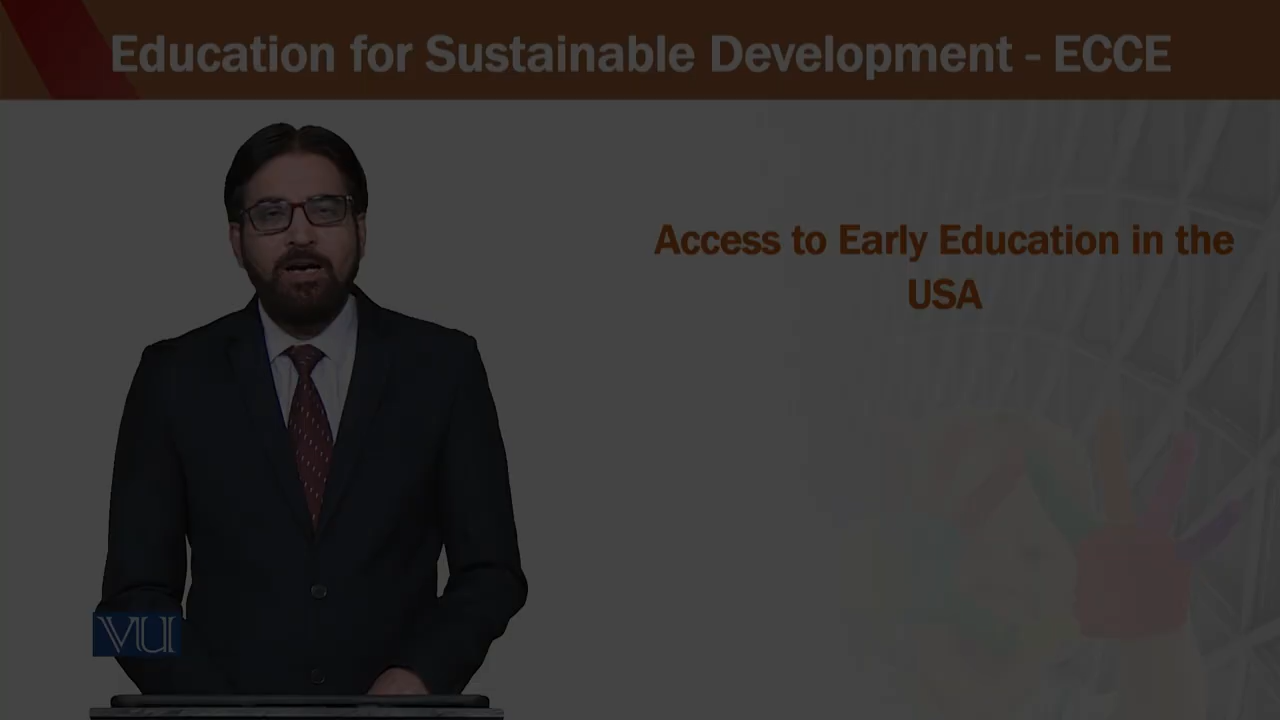 Education for Sustainable Development - ECCE
Access to Early Education in the
USA
VU